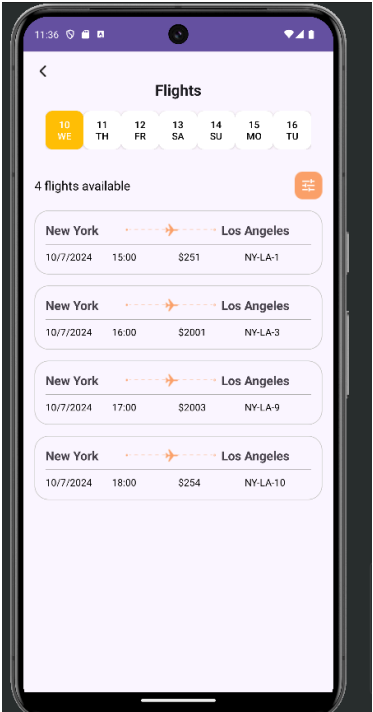 11:36
Flights
10 11 12 13 14 15 16
WE TH FR SA SU MO TU
4 flights available
New York Los Angeles
10/7/2024 15:00 $251 NY-LA-1
New York Los Angeles
10/7/2024 16:00 $2001 NY-LA-3
New York Los Angeles
10/7/2024 17:00 $2003 NY-LA-9
New York Los Angeles
10/7/2024 18:00 $254 NY-LA-10